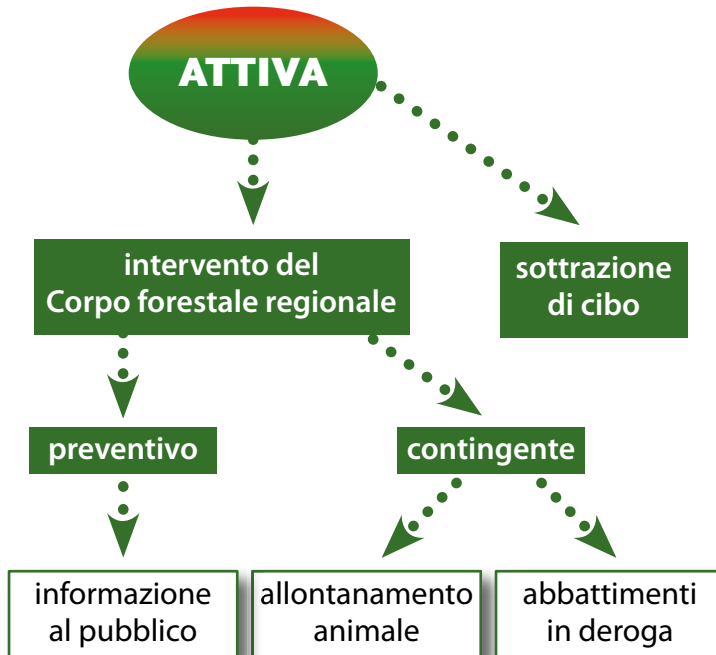 ATTIVA
intervento del
Corpo forestale regionale
sottrazione
di cibo
preventivo
contingente
informazione
al pubblico
allontanamento
animale
abbattimenti
in deroga